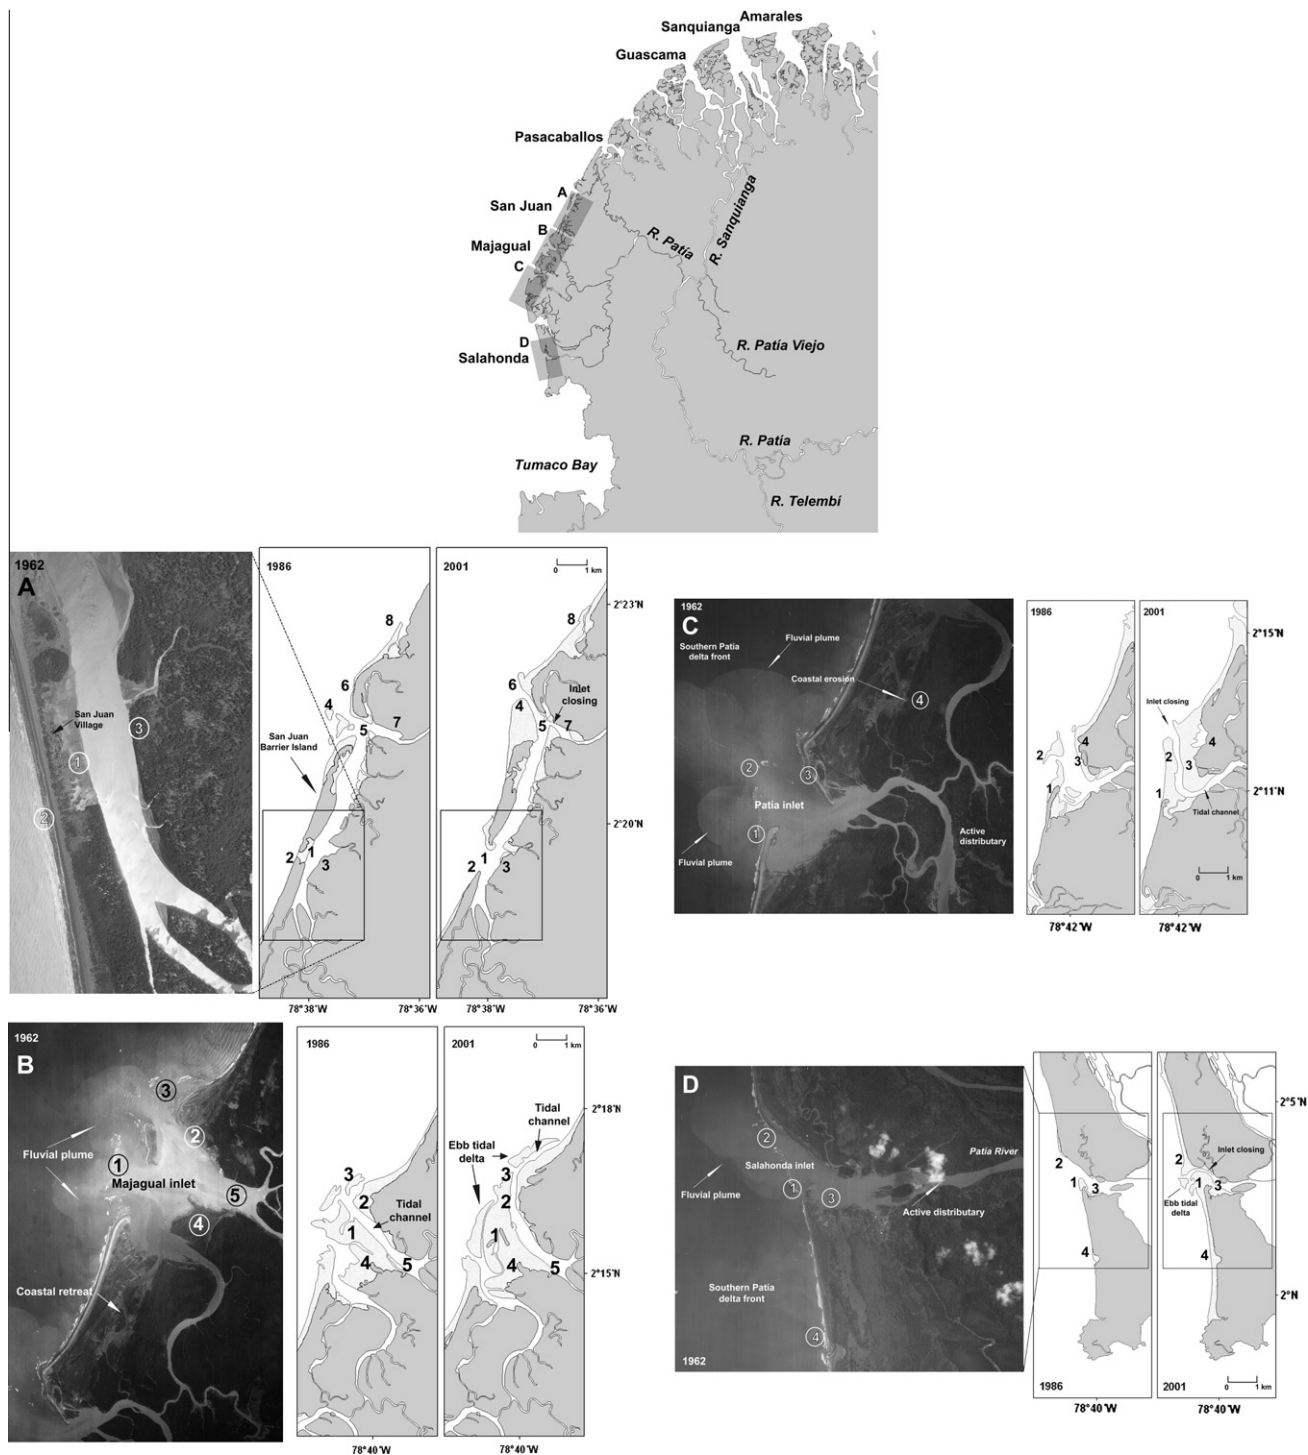 Sanquianga
Amarales
Guascama
Pasacaballos
A
San Juan
B
Majagual
C
R. Patía
R. Sanquianga
D
Salahonda
R. Patía Viejo
R. Patía
Tumaco Bay
R. Telembí
1962
A
San Juan
Village
1
2
3
1986
8
6
4
7
5
San Juan
Barrier Island
2
1
3
78°38'W
78°36'W
2001
0 1 km
8
6
Inlet
closing
4
5
7
2
1
3
78°38'W
78°36'W
2°23'N
2°20'N
1962
B
3
2
Fluvial plume
1
Majagual inlet
5
4
Coastal retreat
1986
3
2
Tidal
channel
1
4
5
78°40'W
2001
0 1 km
Tidal
channel
Ebb tidal
delta
3
2
1
4
5
78°40'W
2°18'N
2°15'N
1962
C
Southern Patia
delta front
Fluvial plume
Coastal erosion
4
2
3
Patia inlet
1
Active
distributary
Fluvial plume
1986
2
4
3
1
78°42'W
2001
Inlet closing
4
2
3
1
Tidal channel
0 1 km
78°42'W
2°15'N
2°11'N
D
2
Patia River
Salahonda inlet
Fluvial plume
1
3
Active distributary
Southern Patia
delta front
4
1962
2
1
3
4
1986
78°40'W
2
Inlet closing
1
3
Ebb tidal
delta
4
2001
0 1 km
78°40'W
2°5'N
2°N